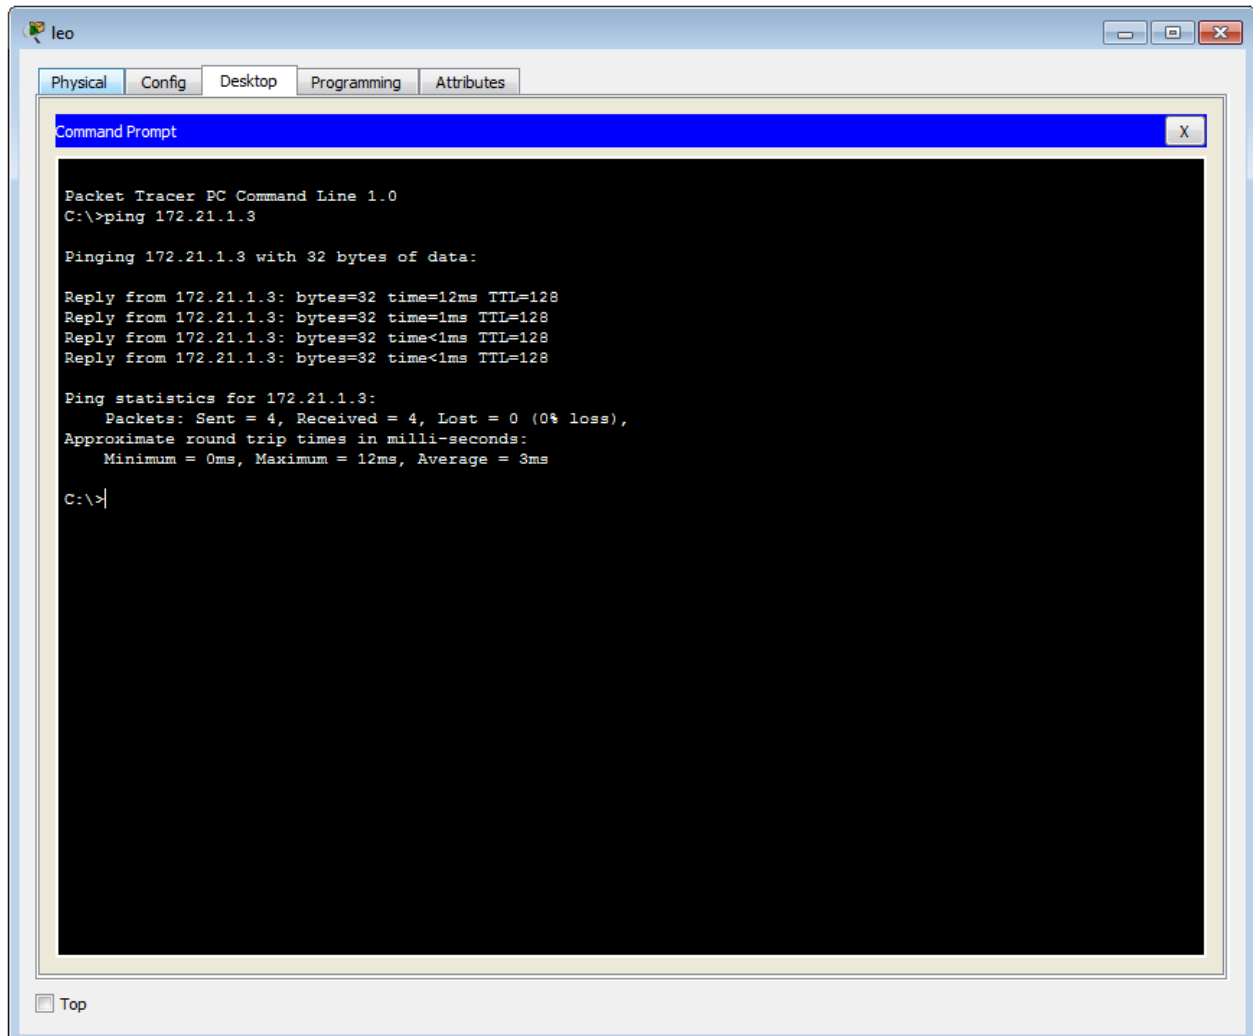 leo
Physical Config Desktop Programming Attributes
Command Prompt X
Packet Tracer PC Command Line 1.0
C:\>ping 172.21.1.3
Pinging 172.21.1.3 with 32 bytes of data:
Reply from 172.21.1.3: bytes=32 time=12ms TTL=128
Reply from 172.21.1.3: bytes=32 time=1ms TTL=128
Reply from 172.21.1.3: bytes=32 time<1ms TTL=128
Reply from 172.21.1.3: bytes=32 time<1ms TTL=128
Ping statistics for 172.21.1.3:
Packets: Sent = 4, Received = 4, Lost = 0 (0% loss),
Approximate round trip times in milli-seconds:
Minimum = 0ms, Maximum = 12ms, Average = 3ms
C:\>
Top